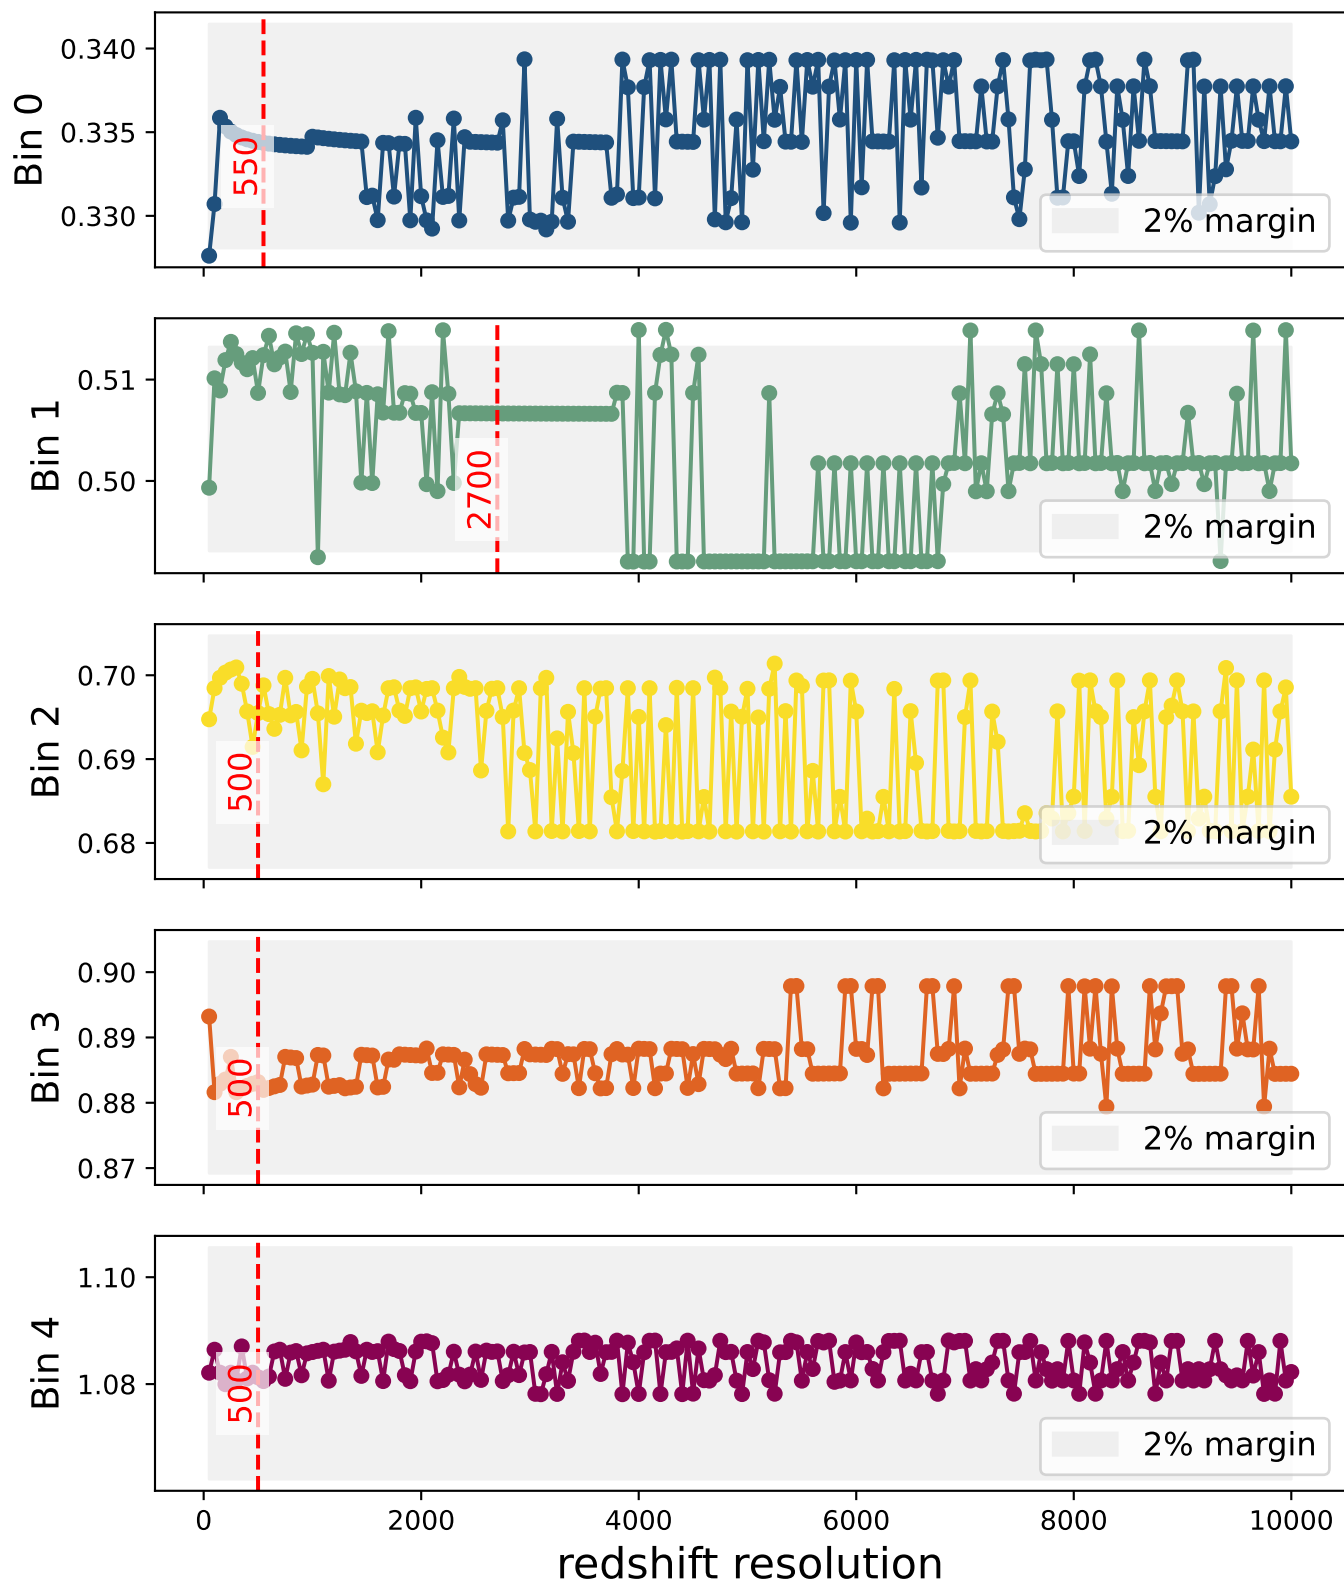 Bin 0
0.340
0.335
0.330
550
2% margin
Bin 1
0.51
0.50
2700
2% margin
Bin 2
0.70
0.69
0.68
500
2% margin
Bin 3
0.90
0.89
0.88
0.87
500
2% margin
Bin 4
1.10
1.08
500
2% margin
0 2000 4000 6000 8000 10000
redshift resolution